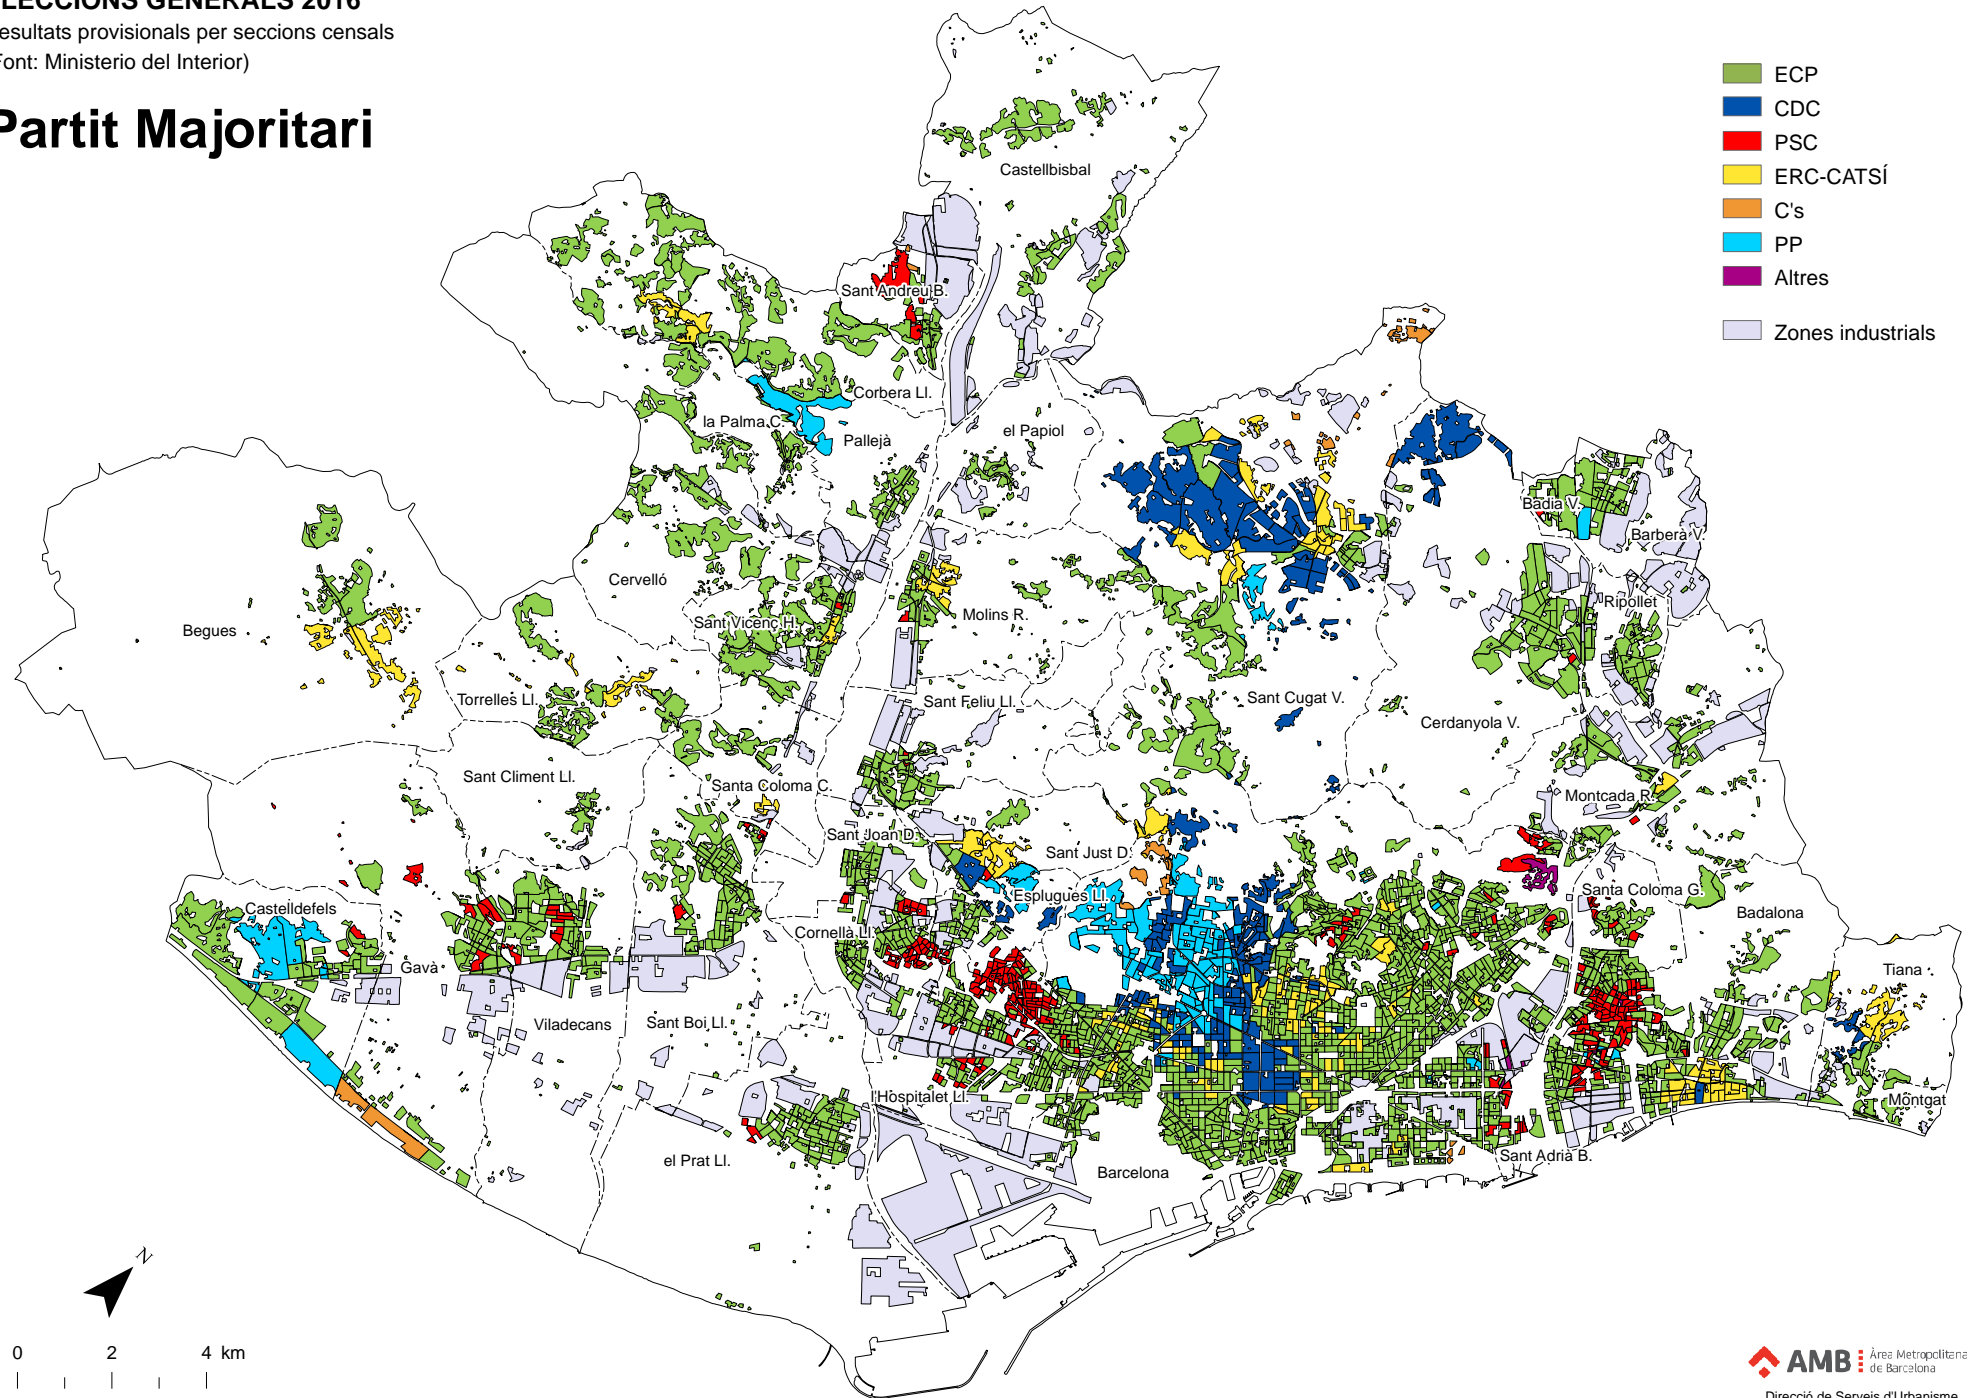 LECCIONS GENERALS 2016
esultats provisionals per seccions censals
Font: Ministerio del Interior)
Partit Majoritari
ECP
CDC
PSC
ERC-CATSÍ
C's
PP
Altres
Zones industrials
Castellbisbal
Sant Andreu B.
Corbera Ll.
la Palma C.
Pallejà
el Papiol
Badia V.
Barberà V.
Cervelló
Ripollet
Begues
Sant Vicenç H.
Molins R.
Torrelles Ll.
Sant Feliu Ll.
Sant Cugat V.
Cerdanyola V.
Sant Climent Ll.
Santa Coloma C.
Montcada R.
Sant Joan D.
Sant Just D.
Esplugues Ll.
Santa Coloma G.
Castelldefels
Badalona
Cornellà Ll.
Gavà
Tiana
Viladecans
Sant Boi Ll.
l'Hospitalet Ll.
Montgat
el Prat Ll.
Barcelona
Sant Adrià B.
N
0 2 4 km
AMB Àrea Metropolitana
de Barcelona
Direcció de Serveis d'Urbanisme